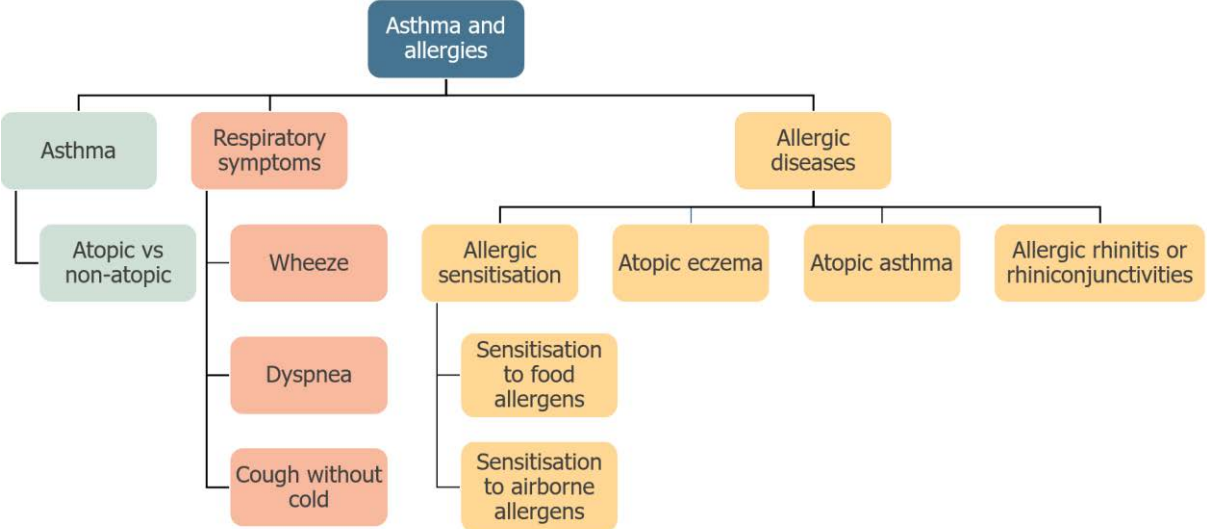 Asthma and
allergies
Asthma
Respiratory
symptoms
Allergic
diseases
Atopic vs
non-atopic
Wheeze
Allergic
sensitisation
Atopic eczema
Atopic asthma
Allergic rhinitis or
rhiniconjunctivities
Dyspnea
Sensitisation
to food
allergens
Cough without
cold
Sensitisation
to airborne
allergens